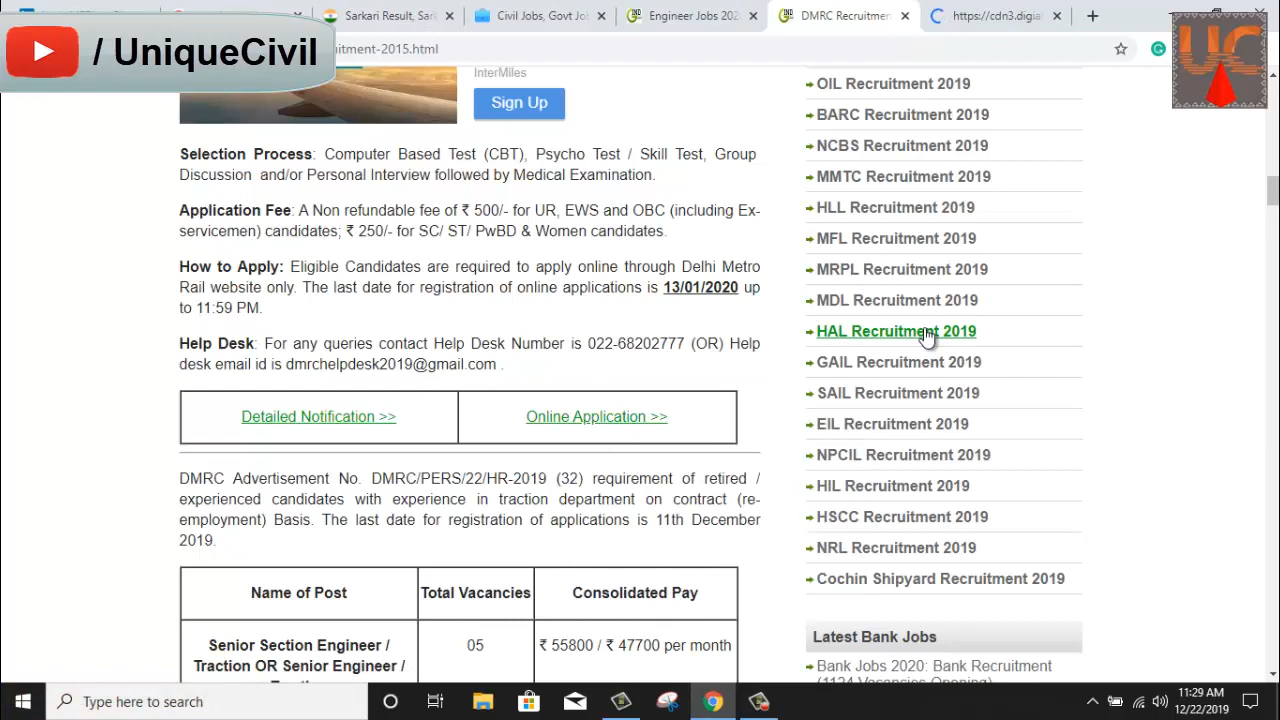 Sarkari Result, Sark
Civil Jobs, Govt Jo
Engineer Jobs 202
DMRC Recruitmen
https://cdn3.digia
/ UniqueCivil
uitment-2015.html
UC
InterMiles
Sign Up
Selection Process: Computer Based Test (CBT), Psycho Test / Skill Test, Group
Discussion and/or Personal Interview followed by Medical Examination.
Application Fee: A Non refundable fee of ₹ 500/- for UR, EWS and OBC (including Ex-
servicemen) candidates; ₹ 250/- for SC/ ST/ PwBD & Women candidates.
How to Apply: Eligible Candidates are required to apply online through Delhi Metro
Rail website only. The last date for registration of online applications is 13/01/2020 up
to 11:59 PM.
Help Desk: For any queries contact Help Desk Number is 022-68202777 (OR) Help
desk email id is dmrchelpdesk2019@gmail.com .
Detailed Notification >>
Online Application >>
DMRC Advertisement No. DMRC/PERS/22/HR-2019 (32) requirement of retired /
experienced candidates with experience in traction department on contract (re-
employment) Basis. The last date for registration of applications is 11th December
2019.
Name of Post
Total Vacancies
Consolidated Pay
Senior Section Engineer /
Traction OR Senior Engineer /
05
₹ 55800 / ₹ 47700 per month
OIL Recruitment 2019
BARC Recruitment 2019
NCBS Recruitment 2019
MMTC Recruitment 2019
HLL Recruitment 2019
MFL Recruitment 2019
MRPL Recruitment 2019
MDL Recruitment 2019
HAL Recruitment 2019
GAIL Recruitment 2019
SAIL Recruitment 2019
EIL Recruitment 2019
NPCIL Recruitment 2019
HIL Recruitment 2019
HSCC Recruitment 2019
NRL Recruitment 2019
Cochin Shipyard Recruitment 2019
Latest Bank Jobs
Bank Jobs 2020: Bank Recruitment
(1124 Vacancies Opening)
Type here to search
11:29 AM
12/22/2019